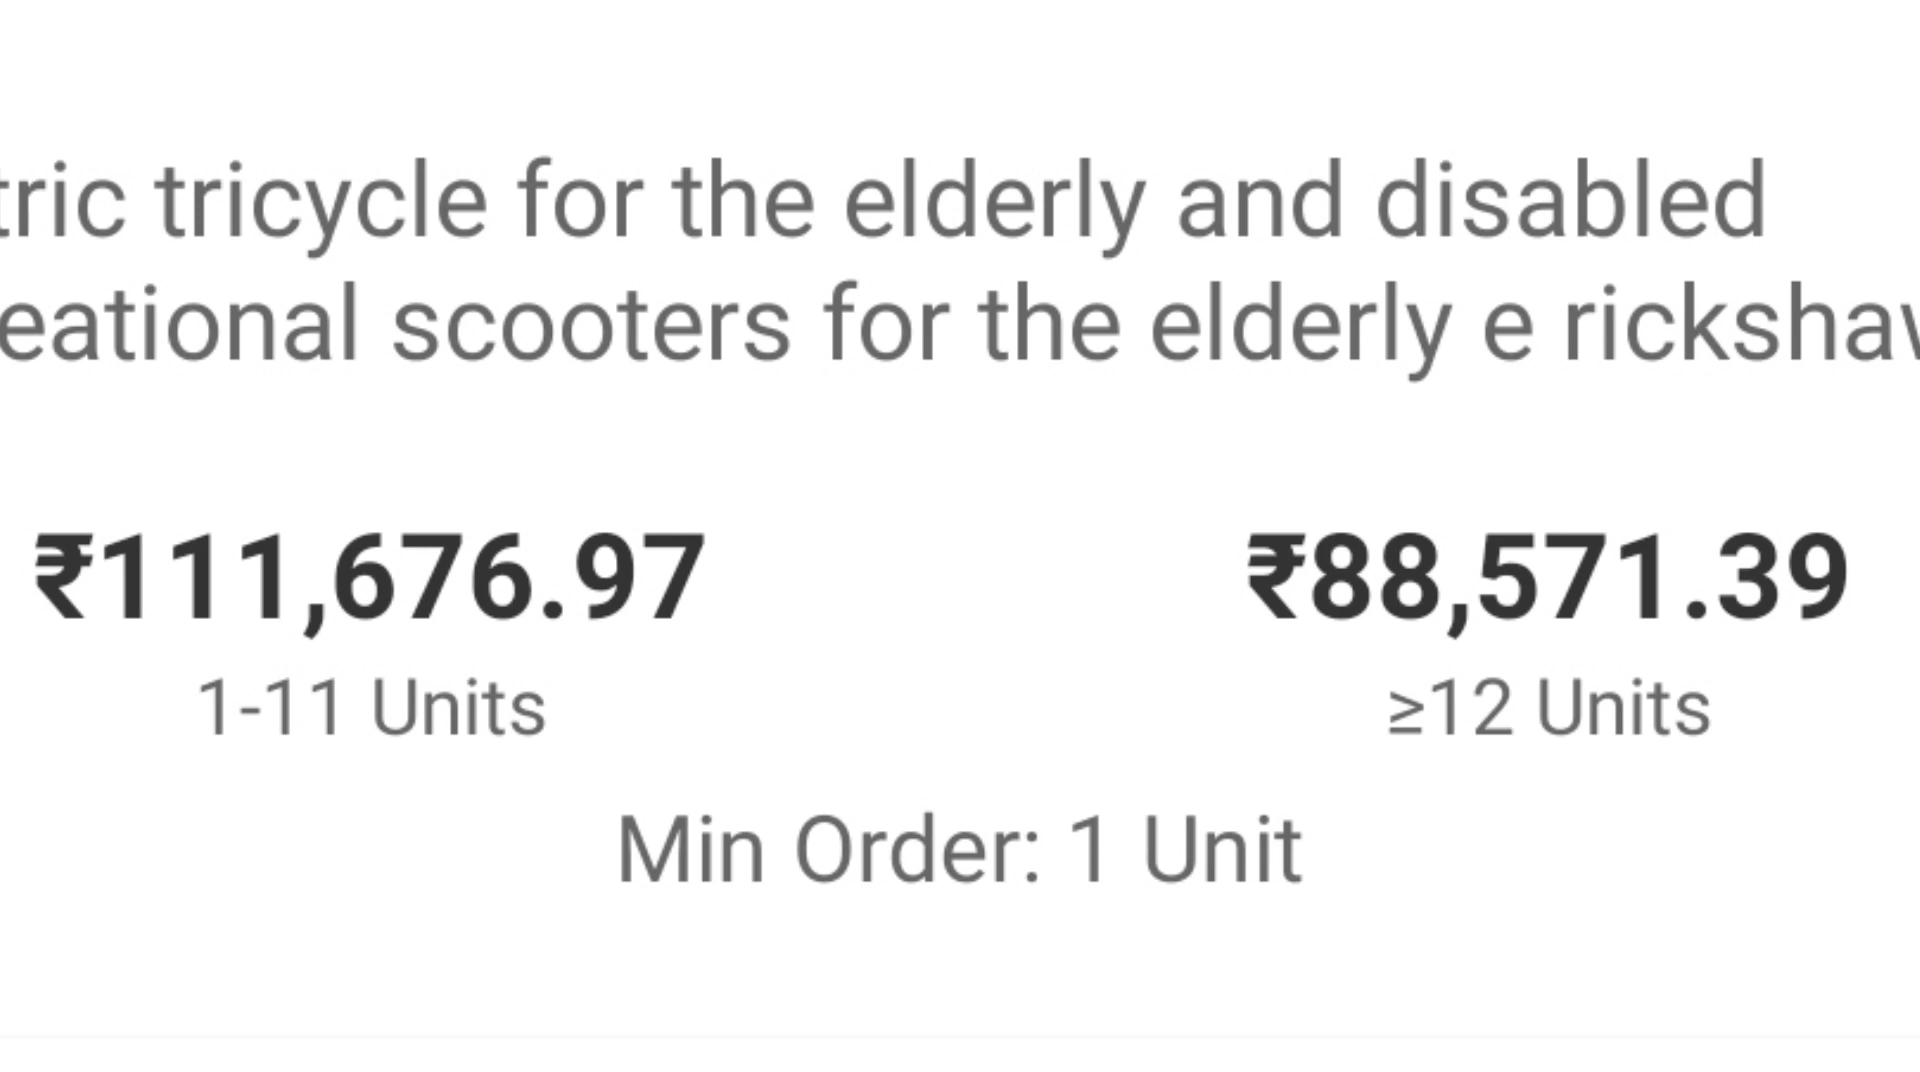 tric tricycle for the elderly and disabled
eational scooters for the elderly e ricksha
₹111,676.97 ₹88,571.39
1-11 Units ≥12 Units
Min Order: 1 Unit